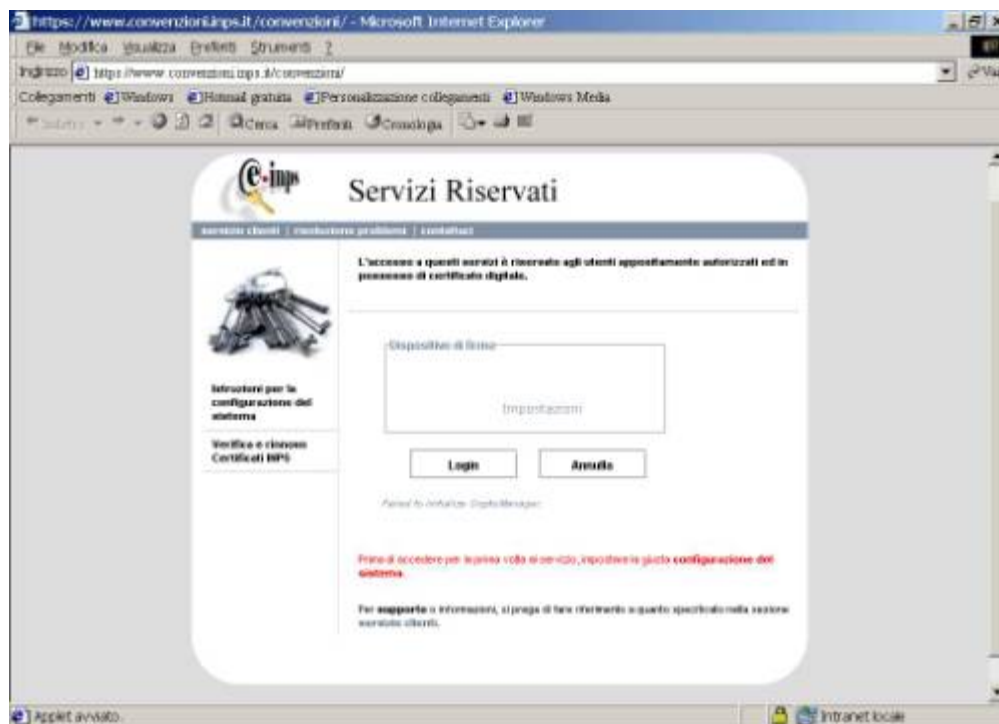 https://www.convenzioni.inps.it/convenzioni/ - Microsoft Internet Explorer
File Modifica Visualizza Preferiti Strumenti ?
Indirizzo https://www.convenzioni.inps.it/convenzioni/
Collegamenti Windows Hotmail gratuita Personalizzazione collegamenti Windows Media
Indietro Cerca Preferiti Cronologia
e-inps
Servizi Riservati
servizio clienti | risoluzione problemi | contattaci
L'accesso a questi servizi è riservato agli utenti appositamente autorizzati ed in
possesso di certificato digitale.
Dispositivo di firma
Impostazioni
Istruzioni per la
configurazione del
sistema
Verifica e rinnovo
Certificati INPS
Login Annulla
Failed to initialize
Prima di accedere per la prima volta al servizio, impostare la giusta configurazione del
sistema.
Per supporto o informazioni, si prega di fare riferimento a quanto specificato nella sezione
servizio clienti.
Applet avviato.
Intranet locale